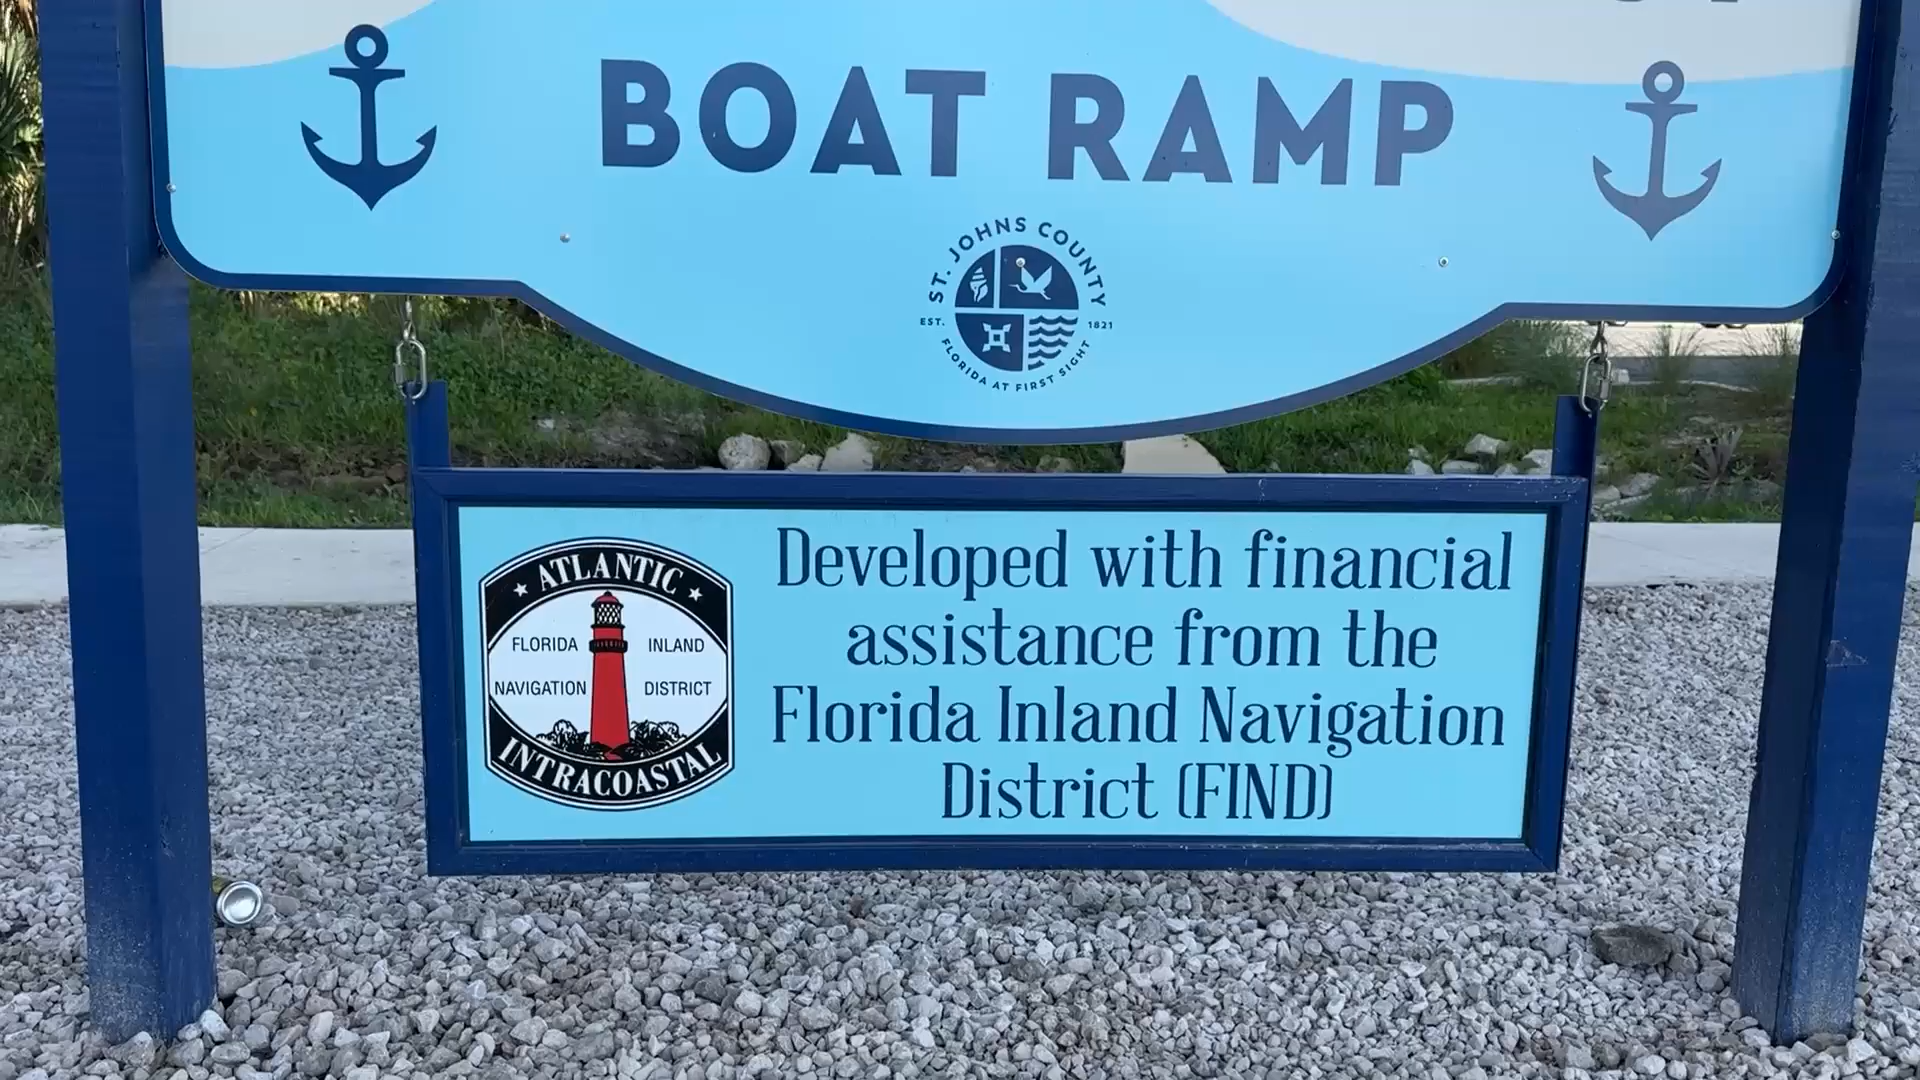 BOAT RAMP
ST. JOHNS COUNTY
EST. 1821
FLORIDA AT FIRST SIGHT
ATLANTIC
FLORIDA INLAND
NAVIGATION DISTRICT
INTRACOASTAL
Developed with financial
assistance from the
Florida Inland Navigation
District (FIND)